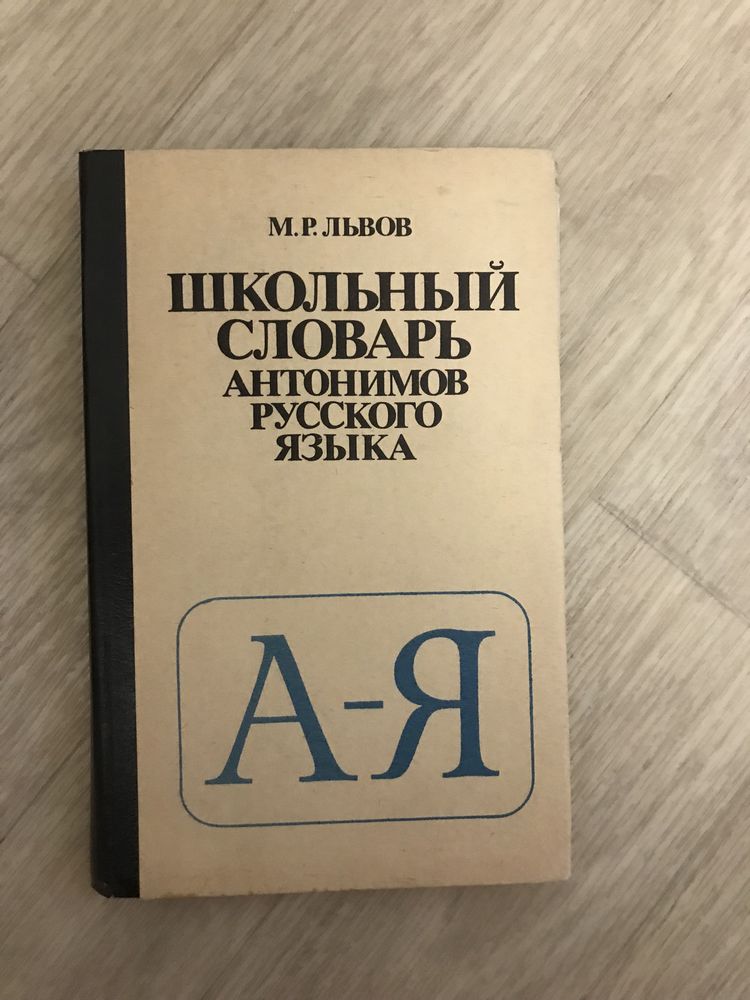 М.Р.ЛЬВОВ
ШКОЛЬНЫЙ
СЛОВАРЬ
АНТОНИМОВ
РУССКОГО
ЯЗЫКА
А-Я